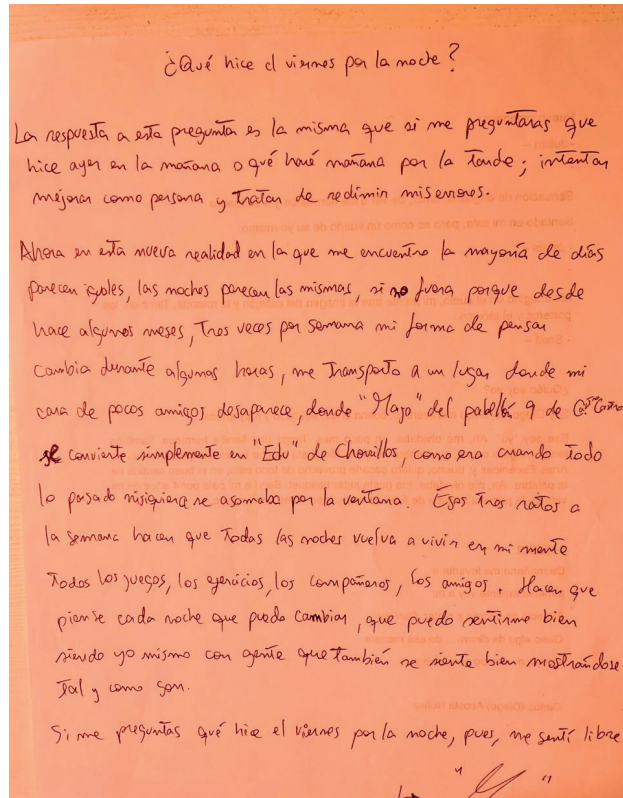 ¿Qué hice el viernes por la noche?
La respuesta a esta pregunta es la misma que si me preguntaras que
hice ayer en la mañana o qué haré mañana por la tarde; intentar
mejorar como persona y tratar de redimir mis errores.
Ahora en esta nueva realidad en la que me encuentro la mayoría de días
parecen iguales, las noches parecen las mismas, si no fuera porque desde
hace algunos meses, tres veces por semana mi forma de pensar
cambia durante algunas horas, me transporto a un lugar donde mi
cara de pocos amigos desaparece, donde "Majo" del pabellón 9 de Castro
se convierte simplemente en "Edu" de Chorrillos, como era cuando todo
lo pasado nisiquiera se asomaba por la ventana. Esos tres ratos a
la semana hacen que todas las noches vuelva a vivir en mi mente
todos los juegos, los ejercicios, los compañeros, los amigos. Hacen que
piense cada noche que puedo cambiar, que puedo sentirme bien
siendo yo mismo con gente que también se siente bien mostrándose
tal y como son.
Si me preguntas qué hice el viernes por la noche, pues, me sentí libre